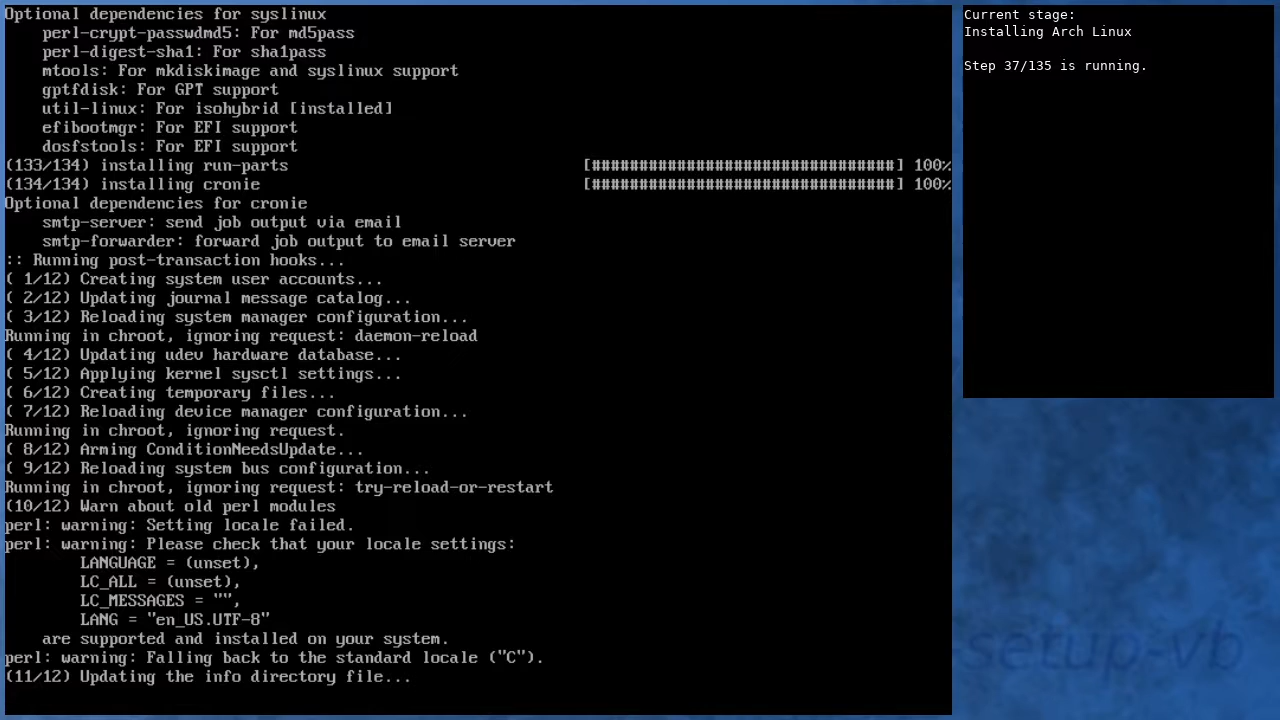 Optional dependencies for syslinux
    perl-crypt-passwdmd5: For md5pass
    perl-digest-sha1: For sha1pass
    mtools: For mkdiskimage and syslinux support
    gptfdisk: For GPT support
    util-linux: For isohybrid [installed]
    efibootmgr: For EFI support
    dosfstools: For EFI support
(133/134) installing run-parts [################################] 100%
(134/134) installing cronie [################################] 100%
Optional dependencies for cronie
    smtp-server: send job output via email
    smtp-forwarder: forward job output to email server
:: Running post-transaction hooks...
( 1/12) Creating system user accounts...
( 2/12) Updating journal message catalog...
( 3/12) Reloading system manager configuration...
Running in chroot, ignoring request: daemon-reload
( 4/12) Updating udev hardware database...
( 5/12) Applying kernel sysctl settings...
( 6/12) Creating temporary files...
( 7/12) Reloading device manager configuration...
Running in chroot, ignoring request.
( 8/12) Arming ConditionNeedsUpdate...
( 9/12) Reloading system bus configuration...
Running in chroot, ignoring request: try-reload-or-restart
(10/12) Warn about old perl modules
perl: warning: Setting locale failed.
perl: warning: Please check that your locale settings:
        LANGUAGE = (unset),
        LC_ALL = (unset),
        LC_MESSAGES = "",
        LANG = "en_US.UTF-8"
    are supported and installed on your system.
perl: warning: Falling back to the standard locale ("C").
(11/12) Updating the info directory file...
Current stage:
Installing Arch Linux
Step 37/135 is running.
setup-vb